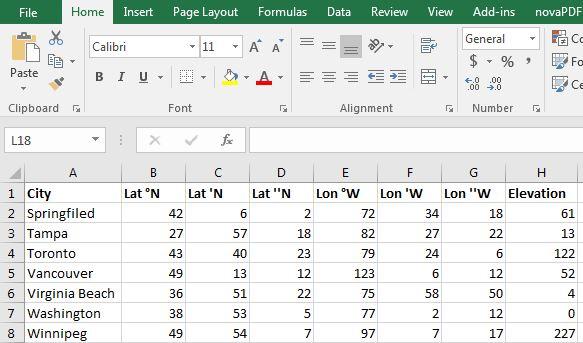 File Home Insert Page Layout Formulas Data Review View Add-ins novaPDF
Paste Calibri 11 A A General
B I U A $ % ,
Clipboard Font Alignment Number
L18 fx
A B C D E F G H
1 City Lat °N Lat 'N Lat ''N Lon °W Lon 'W Lon ''W Elevation
2 Springfiled 42 6 2 72 34 18 61
3 Tampa 27 57 18 82 27 22 13
4 Toronto 43 40 23 79 24 6 122
5 Vancouver 49 13 12 123 6 12 52
6 Virginia Beach 36 51 22 75 58 50 4
7 Washington 38 53 5 77 2 12 0
8 Winnipeg 49 54 7 97 7 17 227